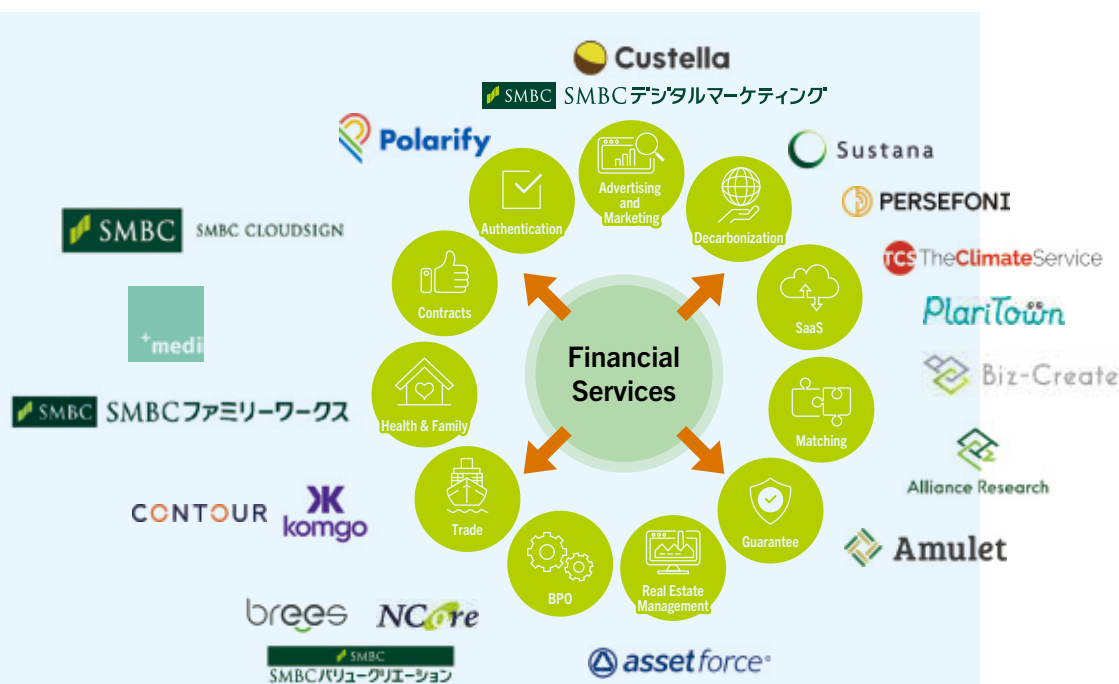 Custella
SMBC SMBCデジタルマーケティング
Polarify
Sustana
Advertising
and
Marketing
Authentication
Decarbonization
PERSEFONI
SMBC SMBC CLOUDSIGN
TCS TheClimateService
Contracts
SaaS
PlariTown
+medi
Financial
Services
Biz-Create
SMBC SMBCファミリーワークス
Health & Family
Matching
Alliance Research
CONTOUR
komgo
Trade
Guarantee
Amulet
BPO
Real Estate
Management
brees
NCore
SMBC
SMBCバリュークリエーション
assetforce